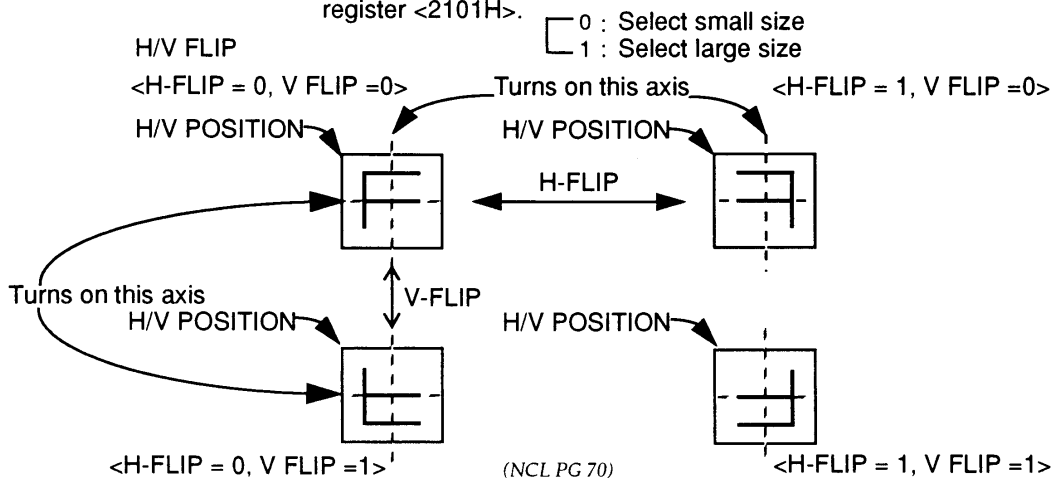 register <2101H>.
0 : Select small size
1 : Select large size
H/V FLIP
<H-FLIP = 0, V FLIP =0>
Turns on this axis
<H-FLIP = 1, V FLIP =0>
H/V POSITION
H/V POSITION
H-FLIP
Turns on this axis
V-FLIP
H/V POSITION
H/V POSITION
<H-FLIP = 0, V FLIP =1>
(NCL PG 70)
<H-FLIP = 1, V FLIP =1>